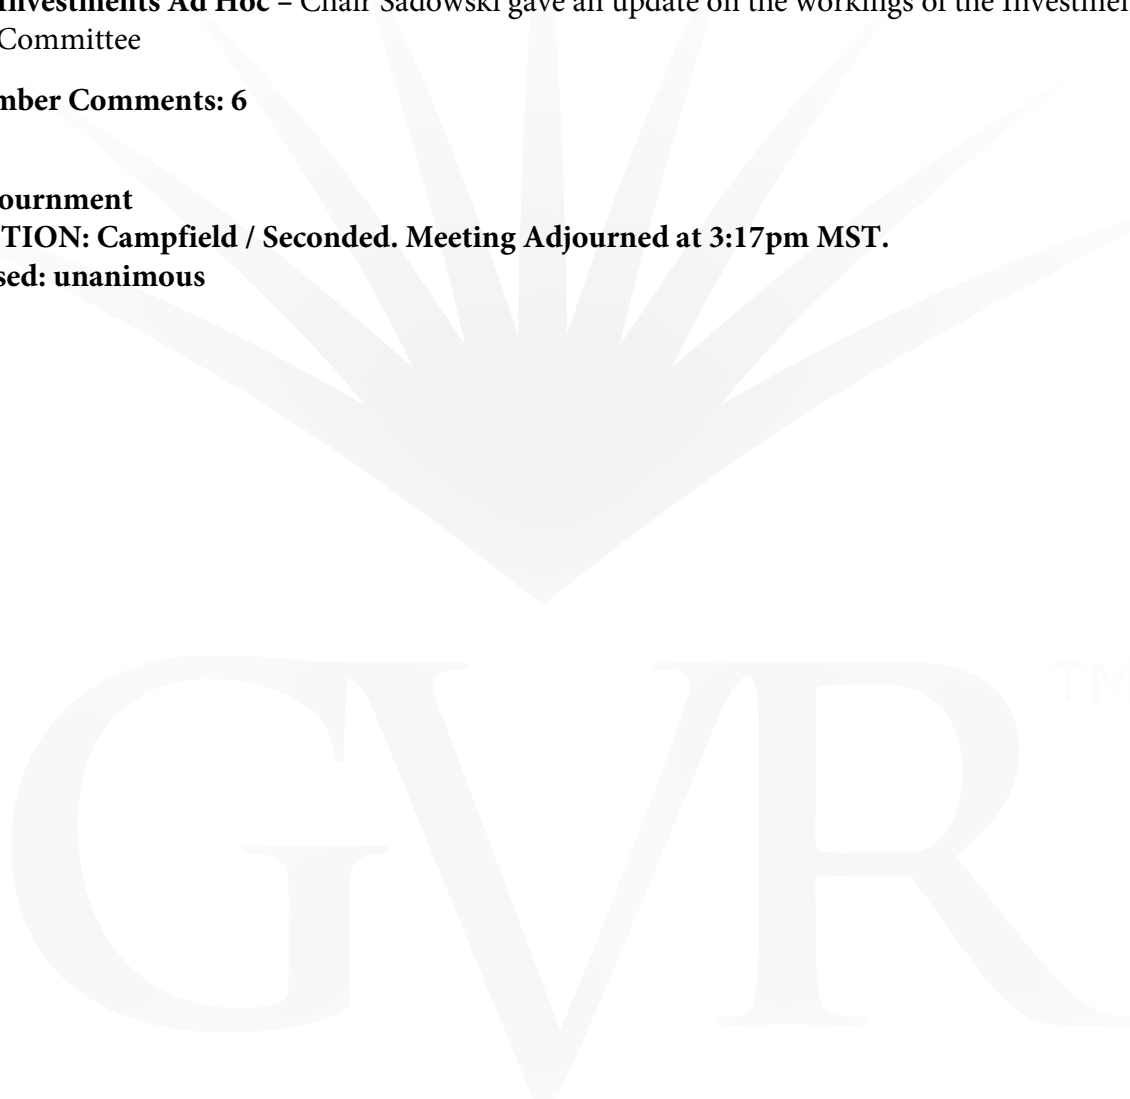 Investments Ad Hoc – Chair Sadowski gave an update on the workings of the Investmen
Committee
mber Comments: 6
ournment
TION: Campfield / Seconded. Meeting Adjourned at 3:17pm MST.
sed: unanimous
GVR TM